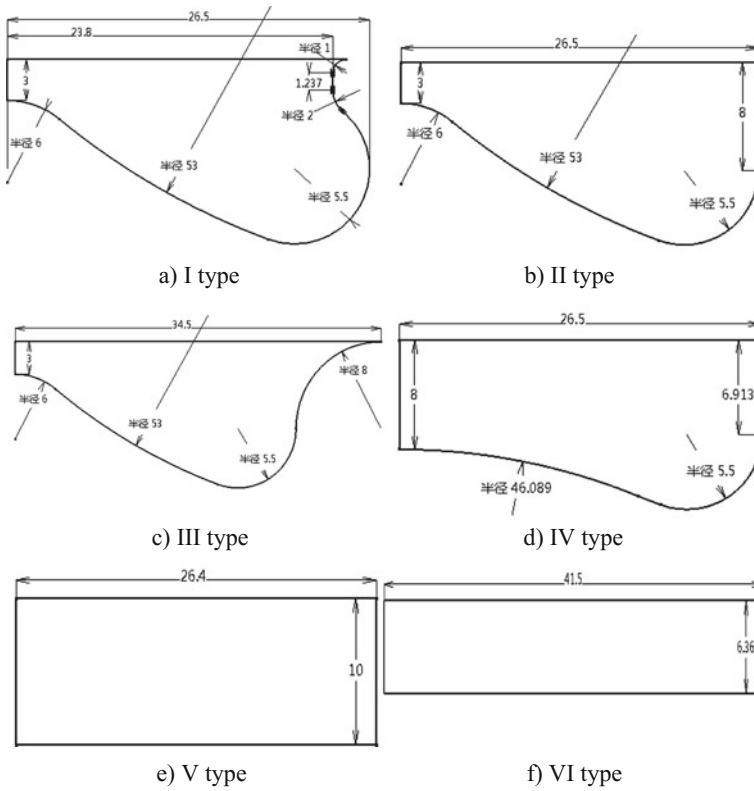 26.5
23.8
半径 1
3
1.237
半径 2
半径 6
半径 53
半径 5.5
a) I type
26.5
3
8
半径 6
半径 53
半径 5.5
b) II type
34.5
3
半径 8
半径 6
半径 53
半径 5.5
c) III type
26.5
8
6.913
半径 5.5
半径 46.089
d) IV type
26.4
10
e) V type
41.5
6.36
f) VI type